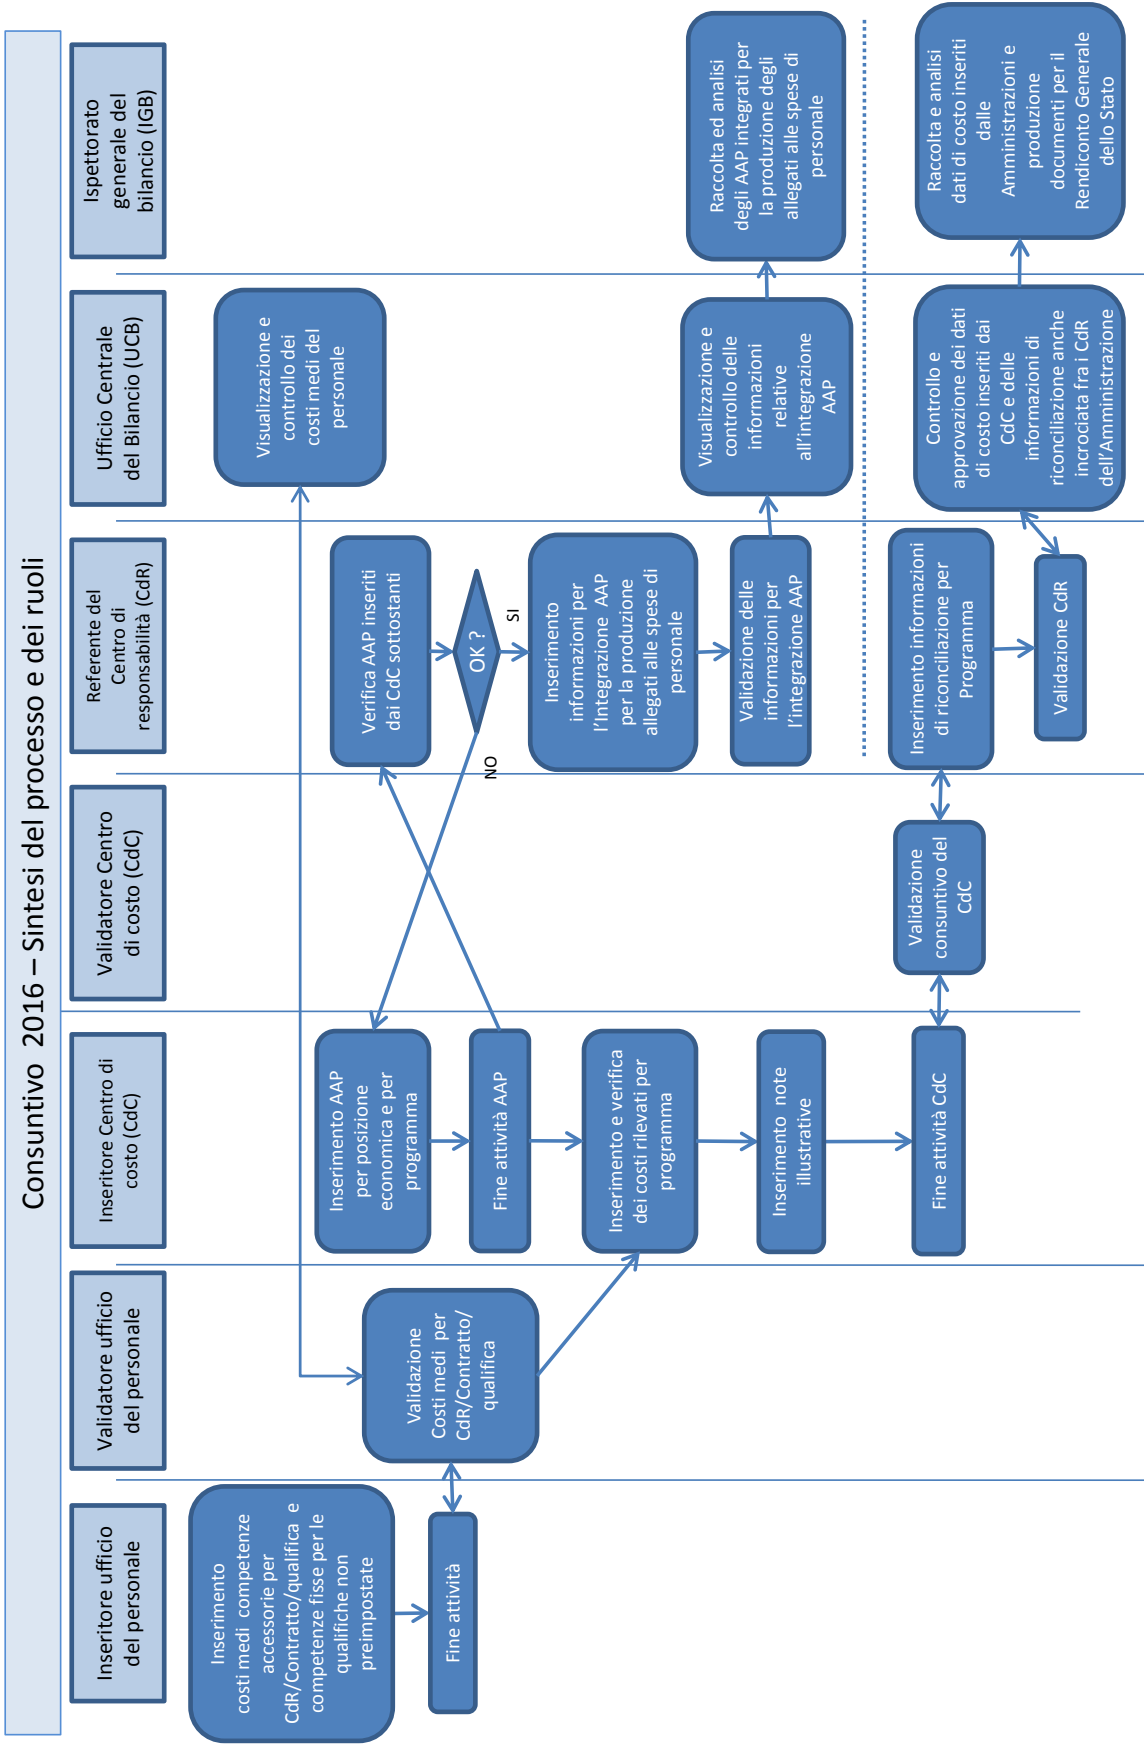 Consuntivo 2016 – Sintesi del processo e dei ruoli
Inseritore ufficio
del personale
Validatore ufficio
del personale
Inseritore Centro di
costo (CdC)
Validatore Centro
di costo (CdC)
Referente del
Centro di
responsabilità (CdR)
Ufficio Centrale
del Bilancio (UCB)
Ispettorato
generale del
bilancio (IGB)
Inserimento
costi medi competenze
accessorie per
CdR/Contratto/qualifica e
competenze fisse per le
qualifiche non
preimpostate
Fine attività
Validazione
Costi medi per
CdR/Contratto/
qualifica
Inserimento AAP
per posizione
economica e per
programma
Fine attività AAP
Inserimento e verifica
dei costi rilevati per
programma
Inserimento note
illustrative
Fine attività CdC
Validazione
consuntivo del
CdC
Verifica AAP inseriti
dai CdC sottostanti
OK ?
NO
SI
Inserimento
informazioni per
l'Integrazione AAP
per la produzione
allegati alle spese di
personale
Validazione delle
informazioni per
l'integrazione AAP
Inserimento informazioni
di riconciliazione per
Programma
Validazione CdR
Visualizzazione e
controllo dei
costi medi del
personale
Visualizzazione e
controllo delle
informazioni
relative
all'integrazione
AAP
Controllo e
approvazione dei dati
di costo inseriti dai
CdC e delle
informazioni di
riconciliazione anche
incrociata fra i CdR
dell'Amministrazione
Raccolta ed analisi
degli AAP integrati per
la produzione degli
allegati alle spese di
personale
Raccolta e analisi
dati di costo inseriti
dalle
Amministrazioni e
produzione
documenti per il
Rendiconto Generale
dello Stato